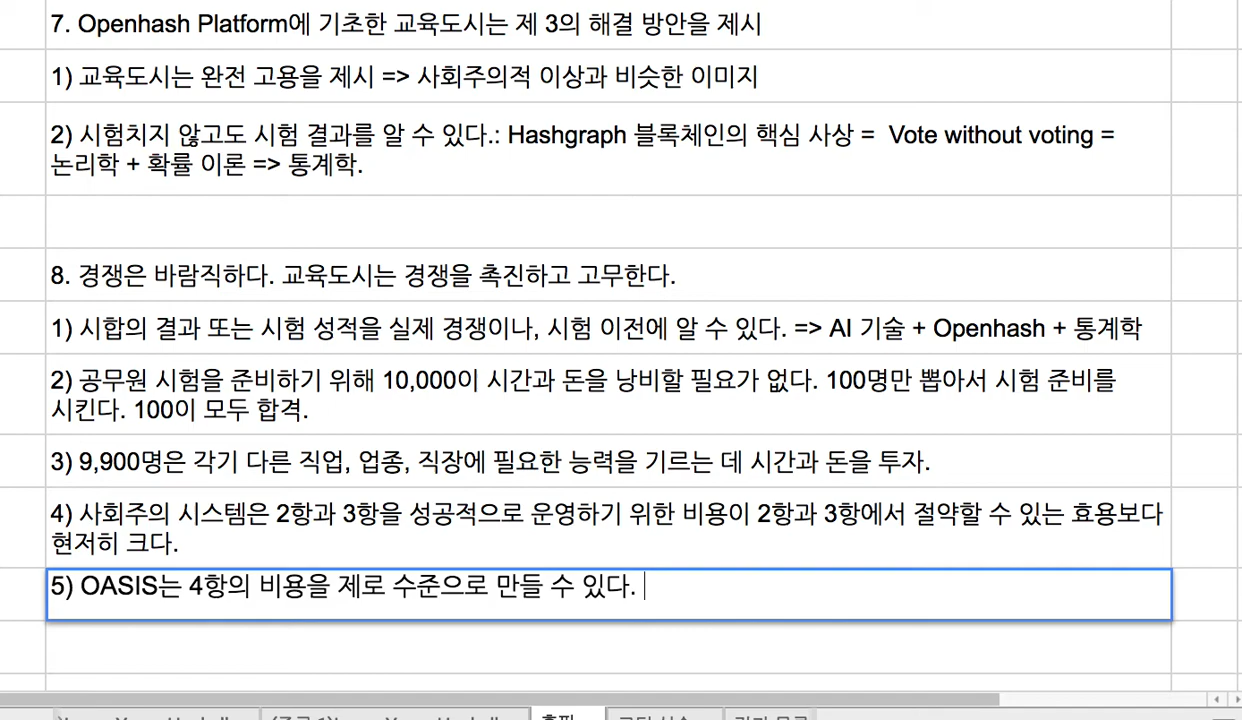 7. Openhash Platform에 기초한 교육도시는 제 3의 해결 방안을 제시
1) 교육도시는 완전 고용을 제시 => 사회주의적 이상과 비슷한 이미지
2) 시험치지 않고도 시험 결과를 알 수 있다.: Hashgraph 블록체인의 핵심 사상 = Vote without voting =
논리학 + 확률 이론 => 통계학.
8. 경쟁은 바람직하다. 교육도시는 경쟁을 촉진하고 고무한다.
1) 시합의 결과 또는 시험 성적을 실제 경쟁이나, 시험 이전에 알 수 있다. => AI 기술 + Openhash + 통계학
2) 공무원 시험을 준비하기 위해 10,000이 시간과 돈을 낭비할 필요가 없다. 100명만 뽑아서 시험 준비를
시킨다. 100이 모두 합격.
3) 9,900명은 각기 다른 직업, 업종, 직장에 필요한 능력을 기르는 데 시간과 돈을 투자.
4) 사회주의 시스템은 2항과 3항을 성공적으로 운영하기 위한 비용이 2항과 3항에서 절약할 수 있는 효용보다
현저히 크다.
5) OASIS는 4항의 비용을 제로 수준으로 만들 수 있다.